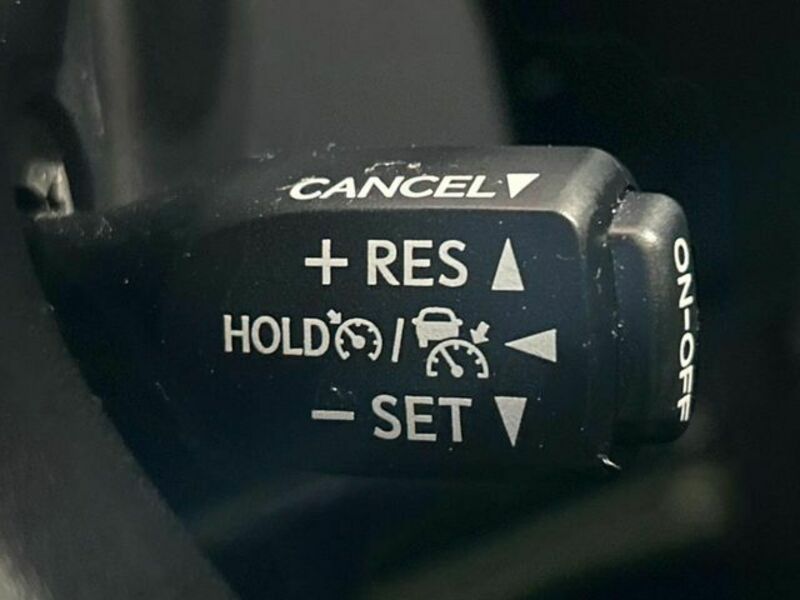 CANCEL▼
+ RES ▲
HOLD / ◀
− SET ▼
ON-OFF